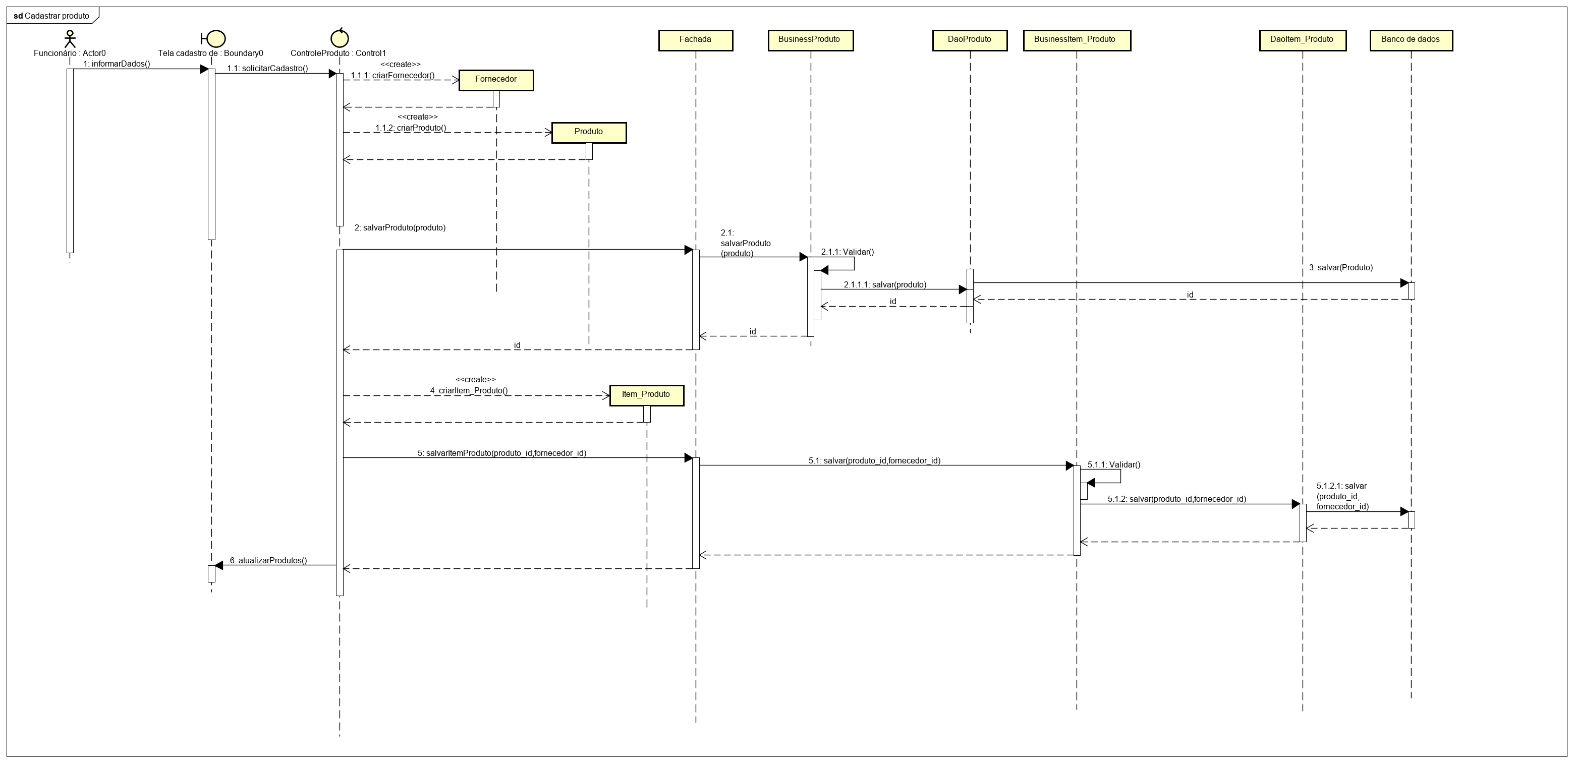 sd Cadastrar produto
Funcionário : Actor0
Tela cadastro de : Boundary0
ControleProduto : Control1
Fachada
BusinessProduto
DaoProduto
BusinessItem_Produto
DaoItem_Produto
Banco de dados
1: informarDados()
1.1: solicitarCadastro()
<<create>>
1.1.1: criarFornecedor()
Fornecedor
<<create>>
1.1.2: criarProduto()
Produto
2: salvarProduto(produto)
2.1:
salvarProduto
(produto)
2.1.1: Validar()
3: salvar(Produto)
2.1.1.1: salvar(produto)
id
id
id
id
<<create>>
4: criarItem_Produto()
Item_Produto
5: salvarItemProduto(produto_id,fornecedor_id)
5.1: salvar(produto_id,fornecedor_id)
5.1.1: Validar()
5.1.2: salvar(produto_id,fornecedor_id)
5.1.2.1: salvar
(produto_id,
fornecedor_id)
6: atualizarProdutos()